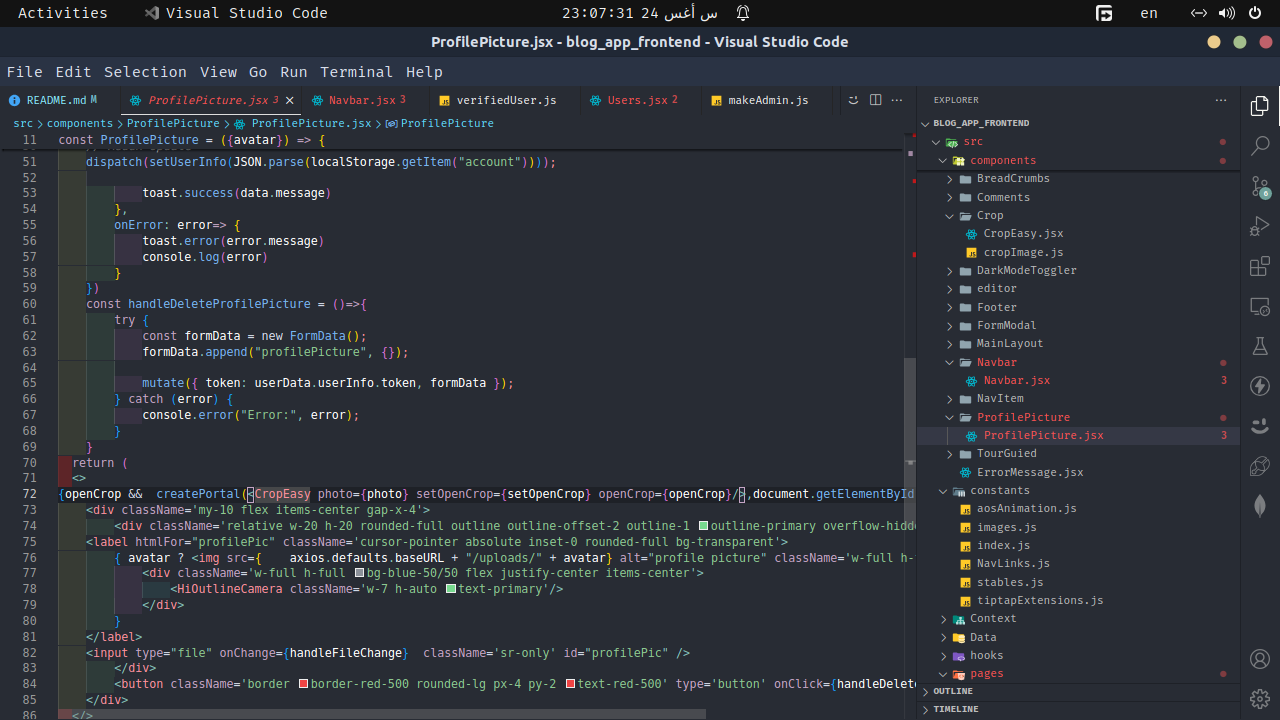 Activities
Visual Studio Code
23:07:31 24 س أغس
en
ProfilePicture.jsx - blog_app_frontend - Visual Studio Code
File Edit Selection View Go Run Terminal Help
README.md M
ProfilePicture.jsx 3
Navbar.jsx 3
verifiedUser.js
Users.jsx 2
makeAdmin.js
src > components > ProfilePicture > ProfilePicture.jsx > ProfilePicture
11 const ProfilePicture = ({avatar}) => {
51 dispatch(setUserInfo(JSON.parse(localStorage.getItem("account"))));
52
53 toast.success(data.message)
54 },
55 onError: error=> {
56 toast.error(error.message)
57 console.log(error)
58 }
59 })
60 const handleDeleteProfilePicture = ()=>{
61 try {
62 const formData = new FormData();
63 formData.append("profilePicture", {});
64
65 mutate({ token: userData.userInfo.token, formData });
66 } catch (error) {
67 console.error("Error:", error);
68 }
69 }
70 return (
71 <>
72 {openCrop && createPortal(<CropEasy photo={photo} setOpenCrop={setOpenCrop} openCrop={openCrop}/>,document.getElementById
73 <div className='my-10 flex items-center gap-x-4'>
74 <div className='relative w-20 h-20 rounded-full outline outline-offset-2 outline-1 outline-primary overflow-hidde
75 <label htmlFor="profilePic" className='cursor-pointer absolute inset-0 rounded-full bg-transparent'>
76 { avatar ? <img src={ axios.defaults.baseURL + "/uploads/" + avatar} alt="profile picture" className='w-full h-f
77 <div className='w-full h-full bg-blue-50/50 flex justify-center items-center'>
78 <HiOutlineCamera className='w-7 h-auto text-primary'/>
79 </div>
80 }
81 </label>
82 <input type="file" onChange={handleFileChange} className='sr-only' id="profilePic" />
83 </div>
84 <button className='border border-red-500 rounded-lg px-4 py-2 text-red-500' type='button' onClick={handleDelete
85 </div>
86 </>
EXPLORER
BLOG_APP_FRONTEND
src
components
BreadCrumbs
Comments
Crop
CropEasy.jsx
cropImage.js
DarkModeToggler
editor
Footer
FormModal
MainLayout
Navbar
Navbar.jsx 3
NavItem
ProfilePicture
ProfilePicture.jsx 3
TourGuied
ErrorMessage.jsx
constants
aosAnimation.js
images.js
index.js
NavLinks.js
stables.js
tiptapExtensions.js
Context
Data
hooks
pages
OUTLINE
TIMELINE
6